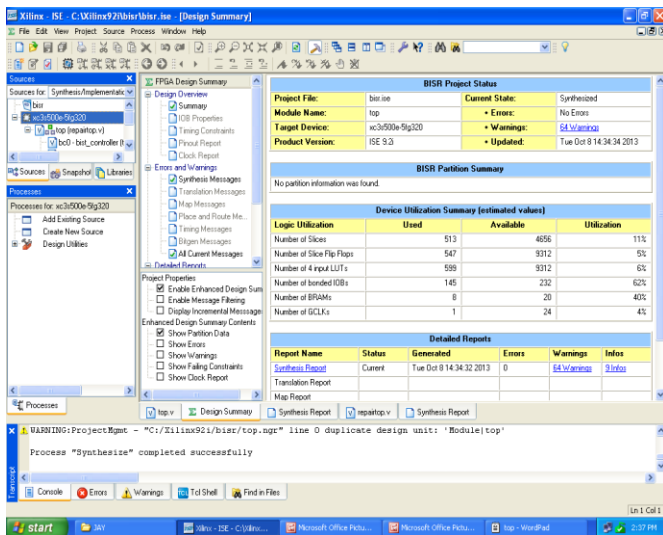 Xilinx - ISE - C:\Xilinx92i\bisr\bisr.ise - [Design Summary]
File Edit View Project Source Process Window Help
Sources
Sources for: Synthesis/Implementatic
bisr
xc3s500e-5fg320
top (repairtop.v)
bc0 - bist_controller (t
Sources Snapshot Libraries
Processes
Processes for: xc3s500e-5fg320
Add Existing Source
Create New Source
Design Utilities
Processes
FPGA Design Summary
Design Overview
Summary
IOB Properties
Timing Constraints
Pinout Report
Clock Report
Errors and Warnings
Synthesis Messages
Translation Messages
Map Messages
Place and Route Me...
Timing Messages
Bitgen Messages
All Current Messages
Detailed Reports
Project Properties
Enable Enhanced Design Sum
Enable Message Filtering
Display Incremental Messsage
Enhanced Design Summary Contents
Show Partition Data
Show Errors
Show Warnings
Show Failing Constraints
Show Clock Report
BISR Project Status
Project File: bisr.ise Current State: Synthesized
Module Name: top • Errors: No Errors
Target Device: xc3s500e-5fg320 • Warnings: 64 Warnings
Product Version: ISE 9.2i • Updated: Tue Oct 8 14:34:34 2013
BISR Partition Summary
No partition information was found.
Device Utilization Summary (estimated values)
Logic Utilization Used Available Utilization
Number of Slices 513 4656 11%
Number of Slice Flip Flops 547 9312 5%
Number of 4 input LUTs 599 9312 6%
Number of bonded IOBs 145 232 62%
Number of BRAMs 8 20 40%
Number of GCLKs 1 24 4%
Detailed Reports
Report Name Status Generated Errors Warnings Infos
Synthesis Report Current Tue Oct 8 14:34:32 2013 0 64 Warnings 9 Infos
Translation Report
Map Report
top.v Design Summary Synthesis Report repairtop.v Synthesis Report
WARNING:ProjectMgmt - "C:/Xilinx92i/bisr/top.ngr" line 0 duplicate design unit: 'Module|top'
Process "Synthesize" completed successfully
Transcript
Console Errors Warnings Tcl Shell Find in Files
Ln 1 Col 1
start JAY Xilinx - ISE - C:\Xilinx... Microsoft Office Pictu... Microsoft Office Pictu... top - WordPad 2:37 PM